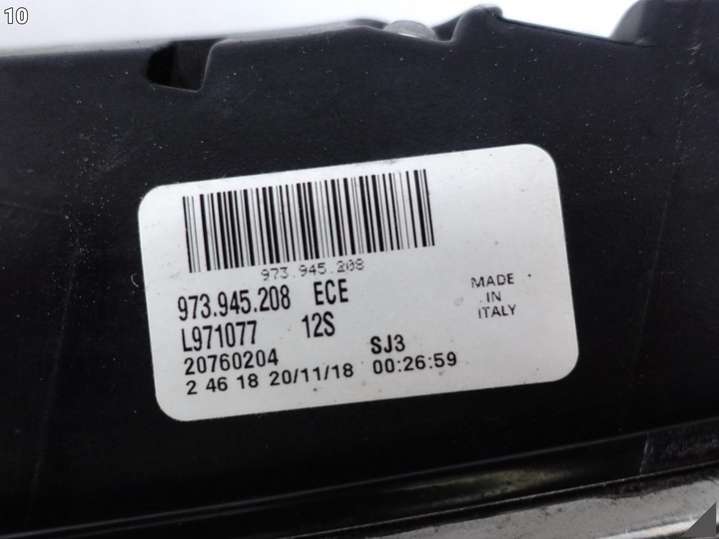 10
973.945.208
973.945.208 ECE
L971077 12S
20760204 SJ3
2 46 18 20/11/18 00:26:59
MADE
IN
ITALY